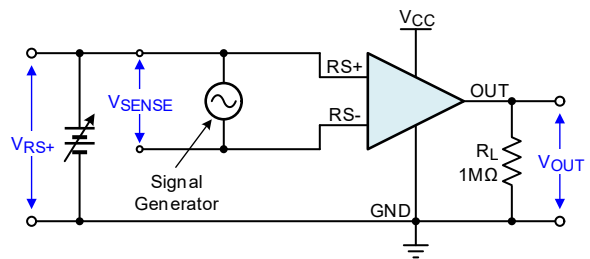 VCC
RS+
VSENSE
OUT
RS-
VRS+
RL
1MΩ
VOUT
Signal
Generator
GND